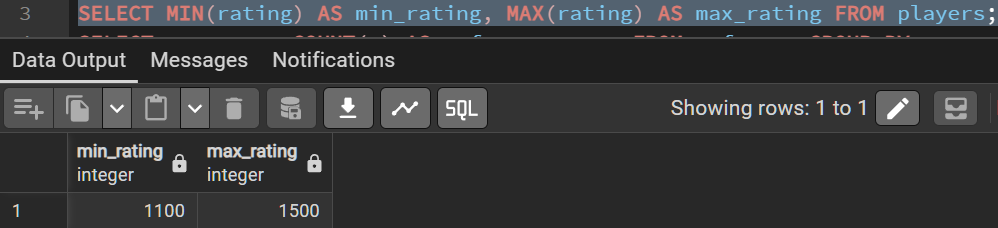 3 SELECT MIN(rating) AS min_rating, MAX(rating) AS max_rating FROM players;
Data Output Messages Notifications
SQL Showing rows: 1 to 1
min_rating max_rating
integer integer
1 1100 1500